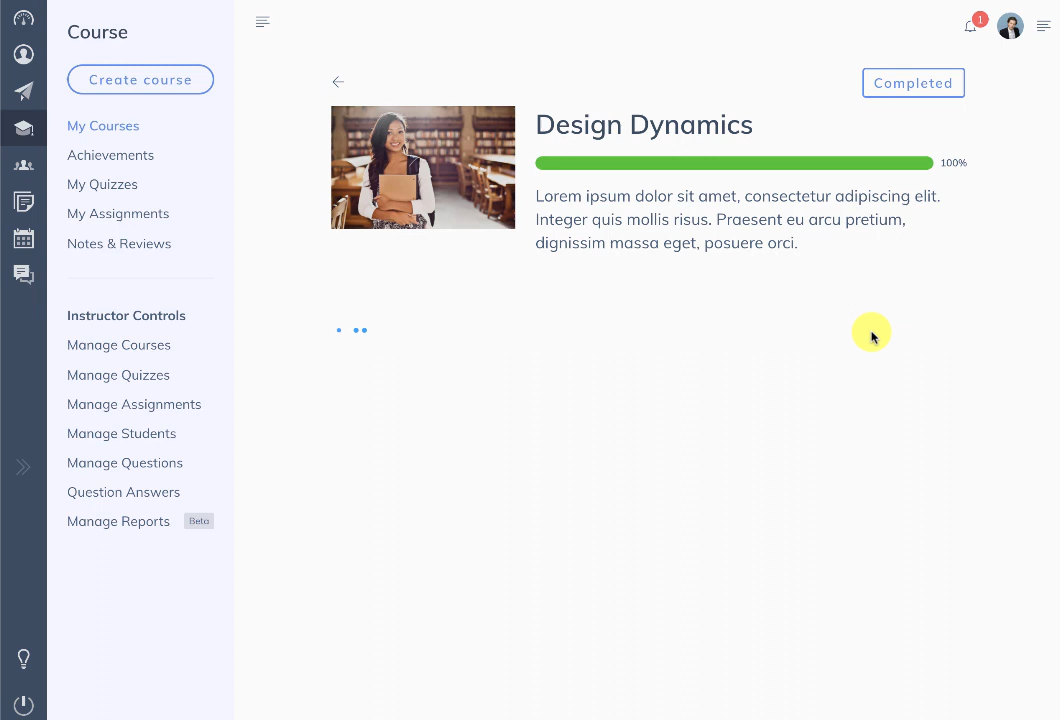 Course
Create course
My Courses
Achievements
My Quizzes
My Assignments
Notes & Reviews
Instructor Controls
Manage Courses
Manage Quizzes
Manage Assignments
Manage Students
Manage Questions
Question Answers
Manage Reports Beta
1
Completed
Design Dynamics
100%
Lorem ipsum dolor sit amet, consectetur adipiscing elit.
Integer quis mollis risus. Praesent eu arcu pretium,
dignissim massa eget, posuere orci.